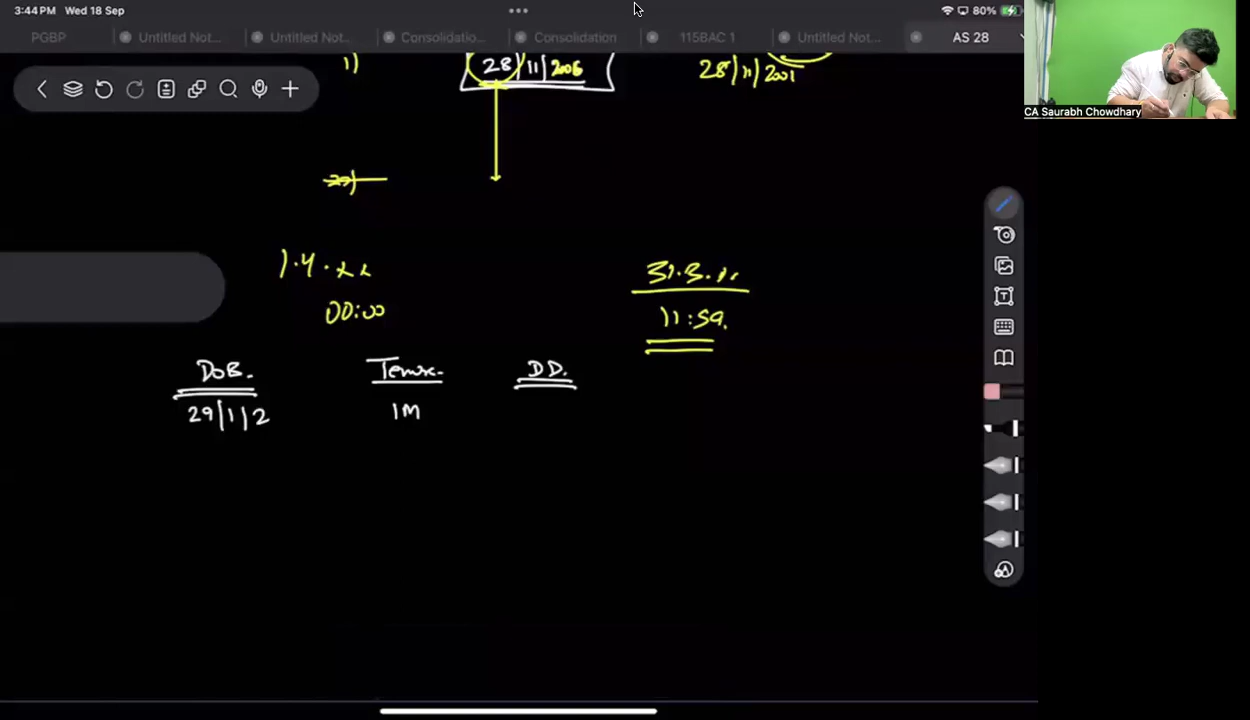 3:44 PM Wed 18 Sep
80%
PGBP
Untitled Not...
Untitled Not...
Consolidatio...
Consolidation
115BAC 1
Untitled Not...
AS 28
1)
28/11/2006
28/11/2001
CA Saurabh Chowdhary
1.4.xx
31.3.xx
00:00
11:59.
DOB.
Tenure.
DD.
29/1/2
1M